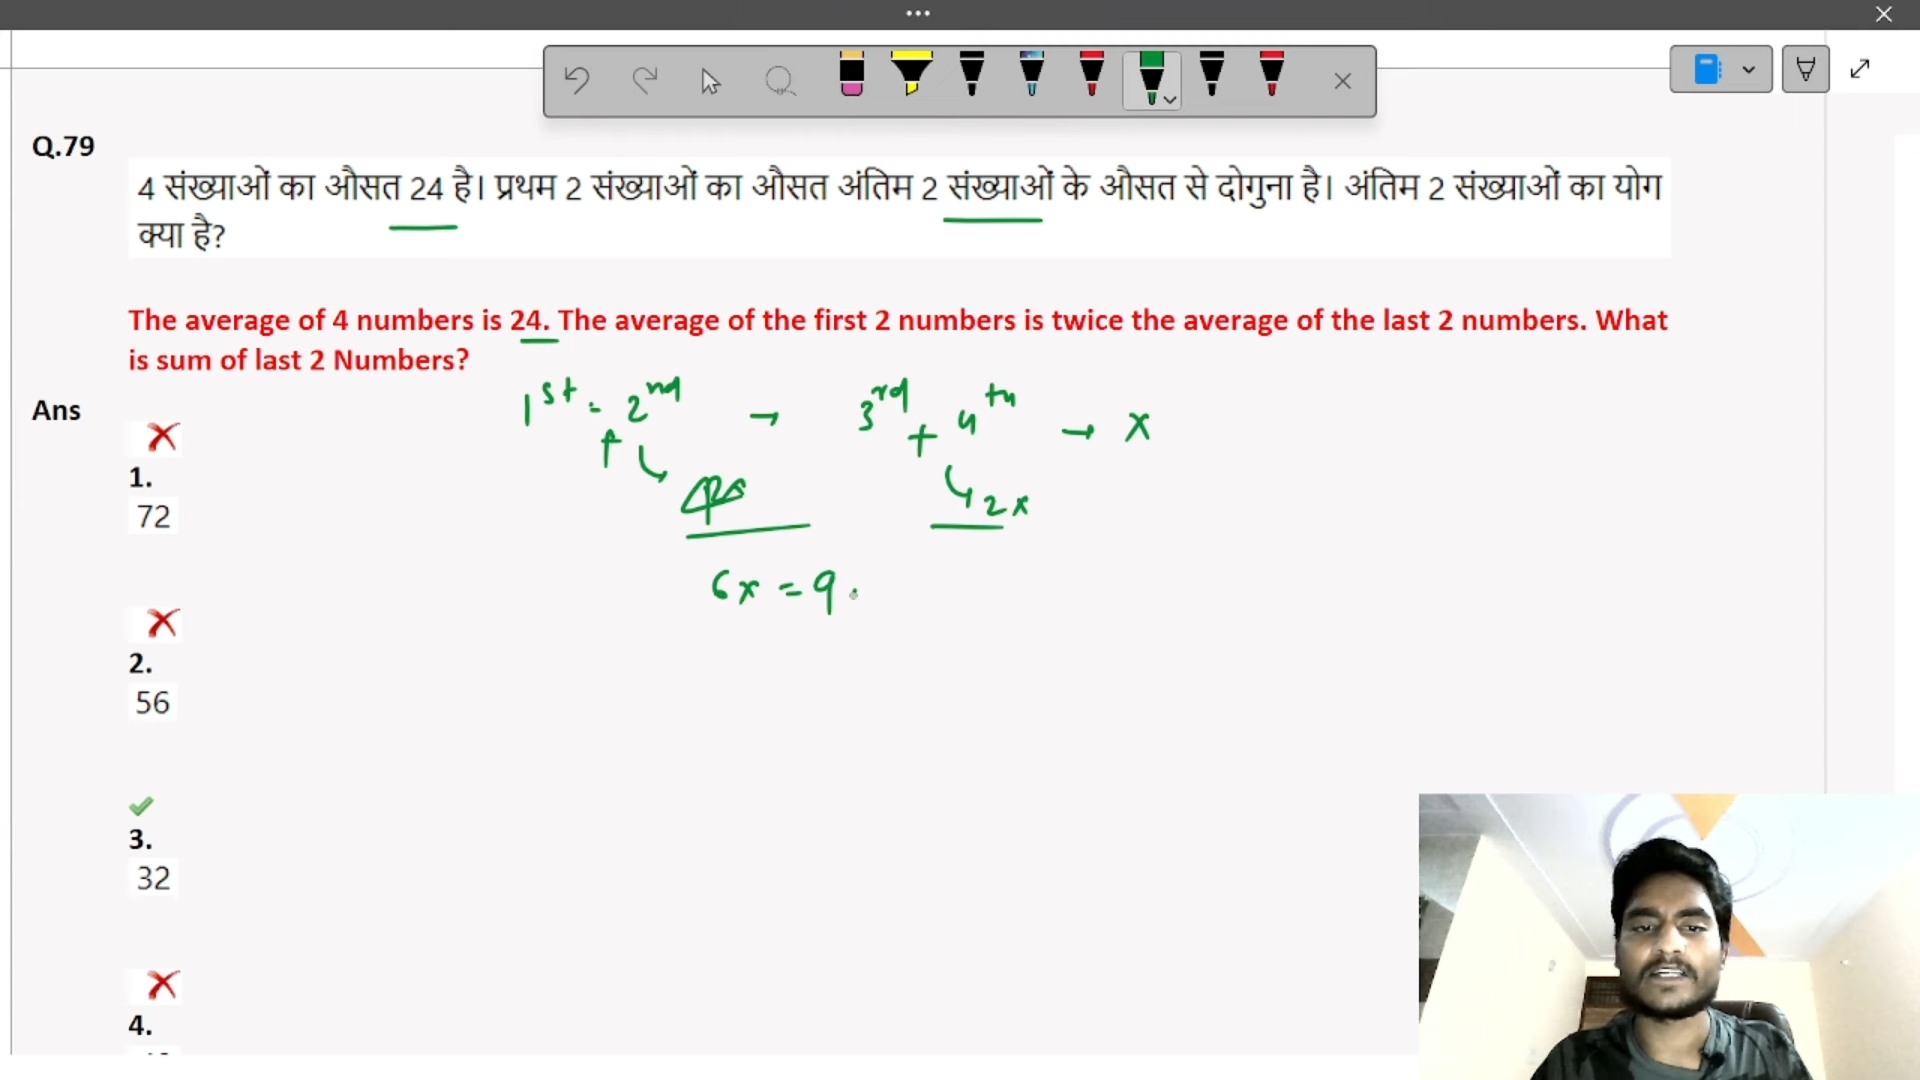 Q.79
4 संख्याओं का औसत 24 है। प्रथम 2 संख्याओं का औसत अंतिम 2 संख्याओं के औसत से दोगुना है। अंतिम 2 संख्याओं का योग
क्या है?
The average of 4 numbers is 24. The average of the first 2 numbers is twice the average of the last 2 numbers. What
is sum of last 2 Numbers?
1st 2nd → 3rd + 4th → x
2x
6x = 9
Ans
1.
72
2.
56
3.
32
4.